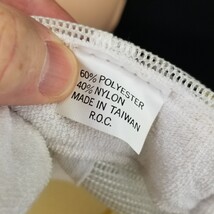 60% POLYESTER
40% NYLON
MADE IN TAIWAN
R.O.C.